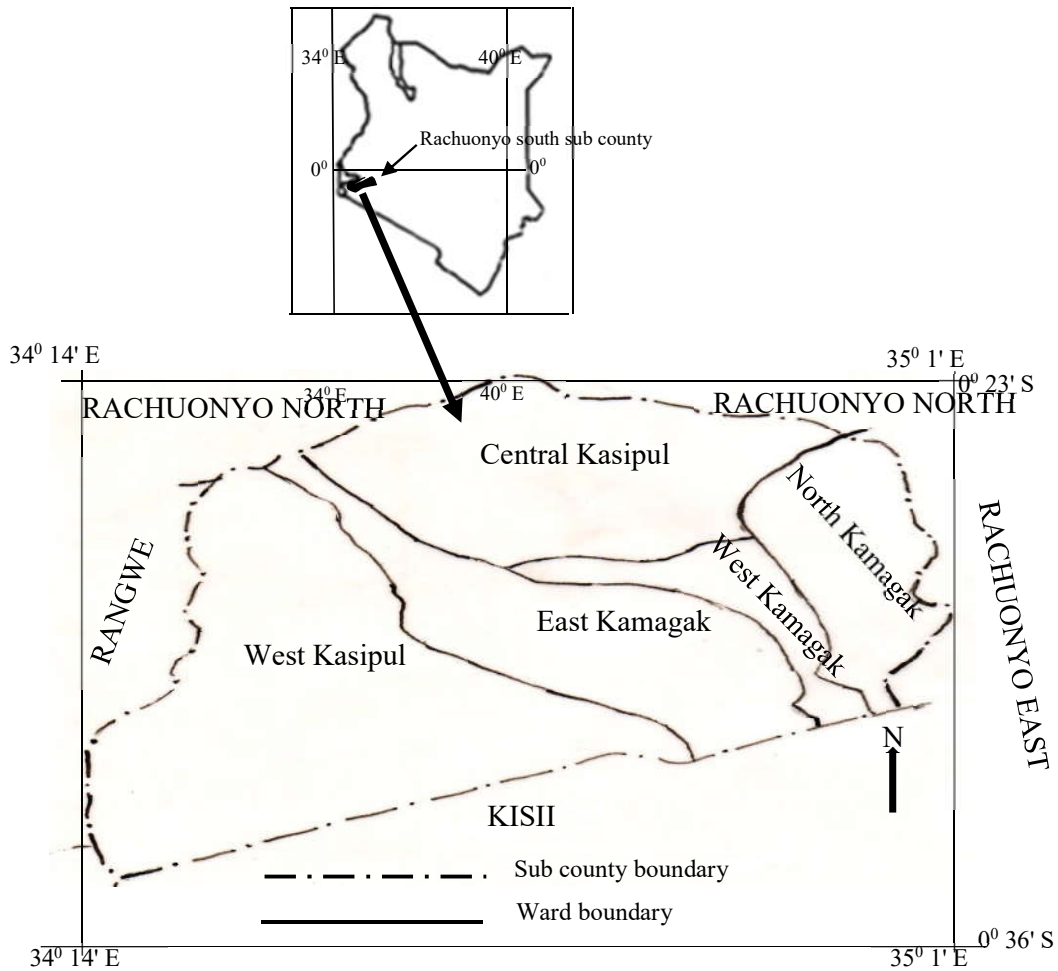 34⁰ E
40⁰ E
Rachuonyo south sub county
0⁰
0⁰
34⁰ 14' E
35⁰ 1' E
0⁰ 23' S
34⁰ E
40⁰ E
RACHUONYO NORTH
RACHUONYO NORTH
Central Kasipul
North Kamagak
West Kamagak
RANGWE
RACHUONYO EAST
East Kamagak
West Kasipul
N
KISII
Sub county boundary
Ward boundary
0⁰ 36' S
34⁰ 14' E
35⁰ 1' E